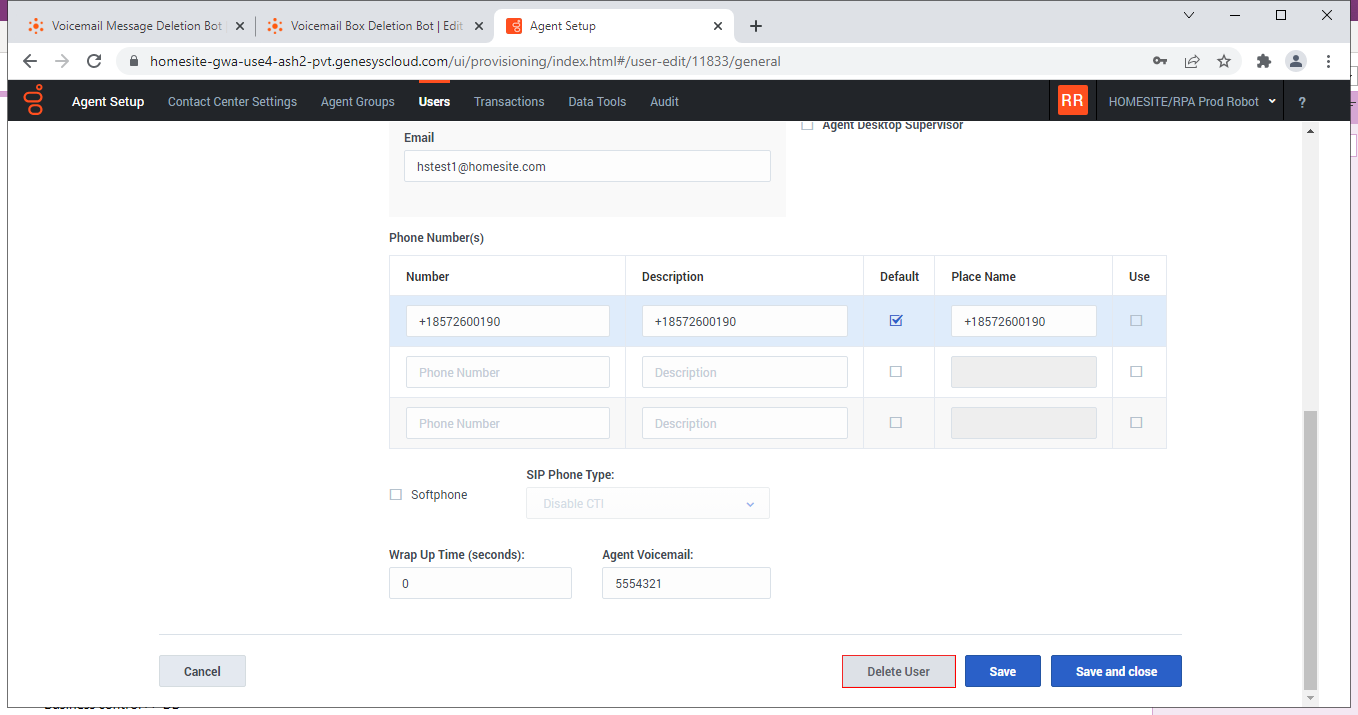 Voicemail Message Deletion Bot
Voicemail Box Deletion Bot | Edit
Agent Setup
homesite-gwa-use4-ash2-pvt.genesyscloud.com/ui/provisioning/index.html#/user-edit/11833/general
Agent Setup Contact Center Settings Agent Groups Users Transactions Data Tools Audit RR HOMESITE/RPA Prod Robot ?
Agent Desktop Supervisor
Email
hstest1@homesite.com
Phone Number(s)
Number Description Default Place Name Use
+18572600190 +18572600190 +18572600190
Phone Number Description
Phone Number Description
SIP Phone Type:
Softphone
Disable CTI
Wrap Up Time (seconds): Agent Voicemail:
0 5554321
Cancel Delete User Save Save and close